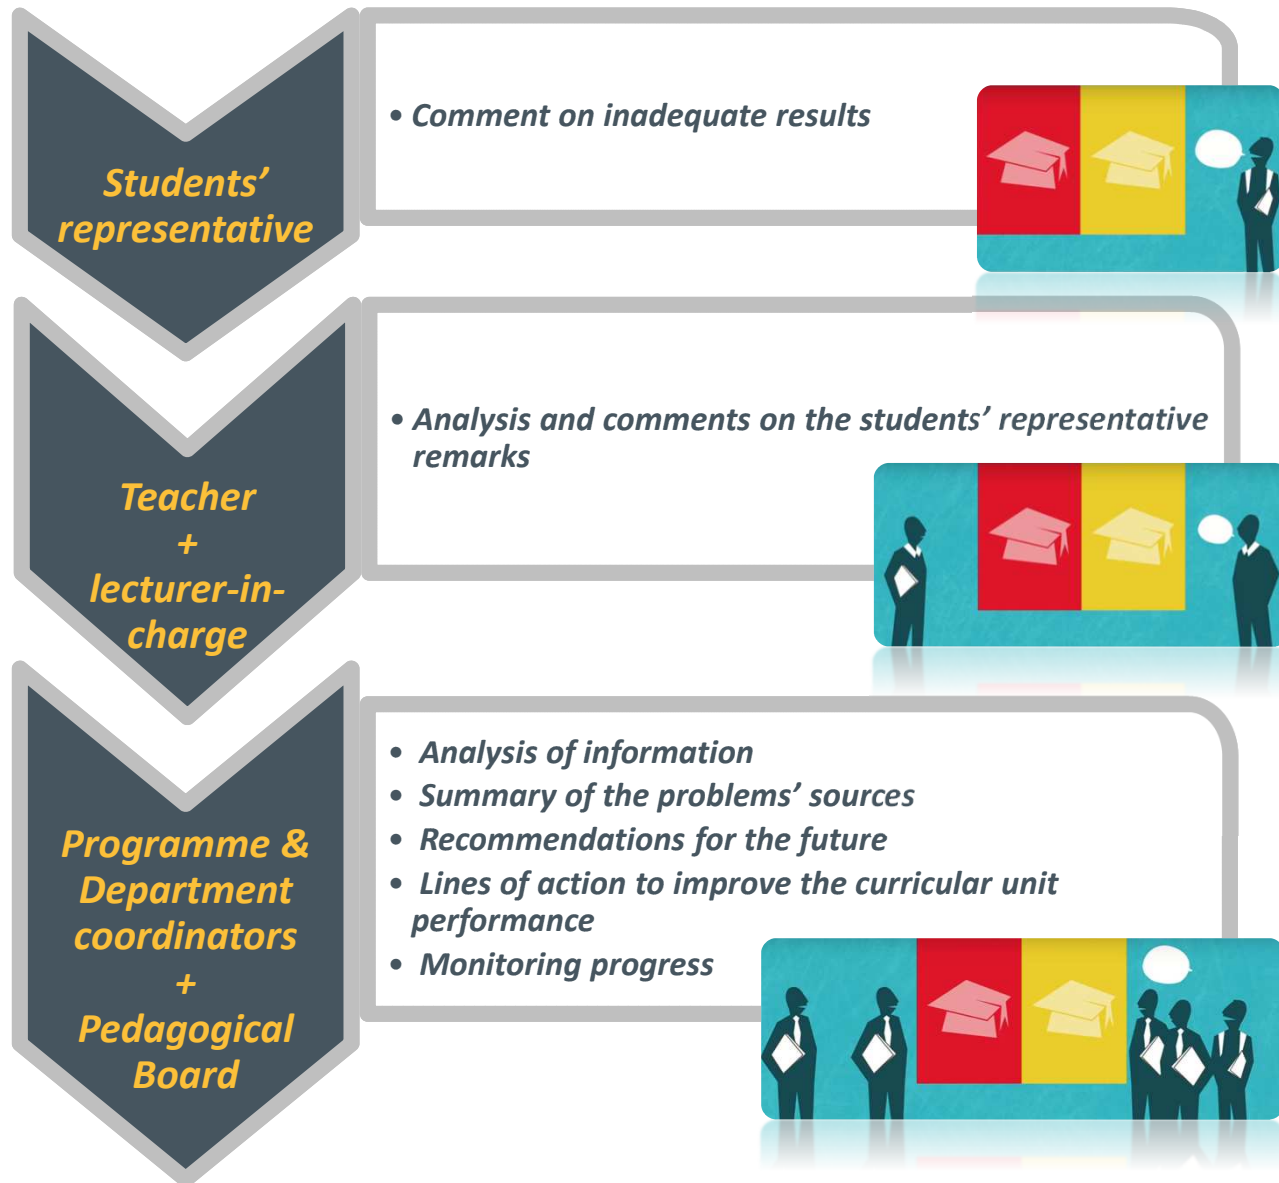 Students’
representative
• Comment on inadequate results
Teacher
+
lecturer-in-
charge
• Analysis and comments on the students’ representative
remarks
Programme &
Department
coordinators
+
Pedagogical
Board
• Analysis of information
• Summary of the problems’ sources
• Recommendations for the future
• Lines of action to improve the curricular unit
performance
• Monitoring progress